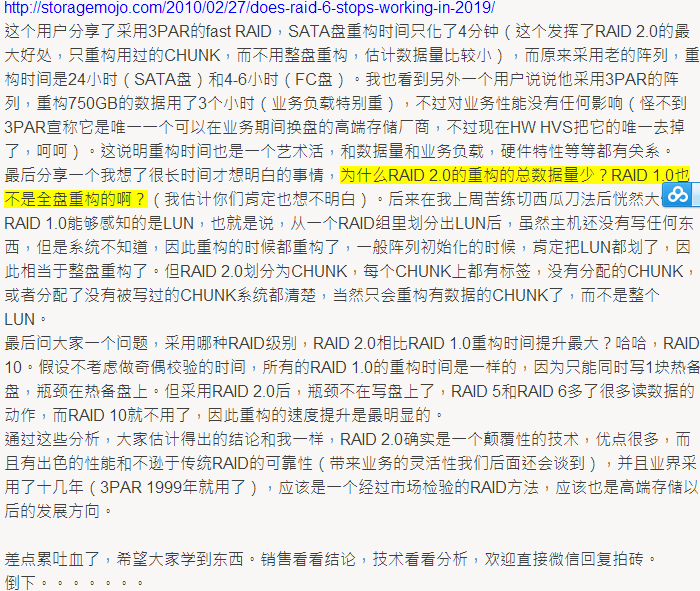 http://storagemojo.com/2010/02/27/does-raid-6-stops-working-in-2019/
这个用户分享了采用3PAR的fast RAID，SATA盘重构时间只化了4分钟（这个发挥了RAID 2.0的最
大好处，只重构用过的CHUNK，而不用整盘重构，估计数据量比较小），而原来采用老的阵列，重
构时间是24小时（SATA盘）和4-6小时（FC盘）。我也看到另外一个用户说说他采用3PAR的阵
列，重构750GB的数据用了3个小时（业务负载特别重），不过对业务性能没有任何影响（怪不到
3PAR宣称它是唯一一个可以在业务期间换盘的高端存储厂商，不过现在HW HVS把它的唯一去掉
了，呵呵）。这说明重构时间也是一个艺术活，和数据量和业务负载，硬件特性等等都有关系。
最后分享一个我想了很长时间才想明白的事情，为什么RAID 2.0的重构的总数据量少？RAID 1.0也
不是全盘重构的啊？（我估计你们肯定也想不明白）。后来在我上周苦练切西瓜刀法后恍然大
RAID 1.0能够感知的是LUN，也就是说，从一个RAID组里划分出LUN后，虽然主机还没有写任何东
西，但是系统不知道，因此重构的时候都重构了，一般阵列初始化的时候，肯定把LUN都划了，因
此相当于整盘重构了。但RAID 2.0划分为CHUNK，每个CHUNK上都有标签，没有分配的CHUNK，
或者分配了没有被写过的CHUNK系统都清楚，当然只会重构有数据的CHUNK了，而不是整个
LUN。
最后问大家一个问题，采用哪种RAID级别，RAID 2.0相比RAID 1.0重构时间提升最大？哈哈，RAID
10。假设不考虑做奇偶校验的时间，所有的RAID 1.0的重构时间是一样的，因为只能同时写1块热备
盘，瓶颈在热备盘上。但采用RAID 2.0后，瓶颈不在写盘上了，RAID 5和RAID 6多了很多读数据的
动作，而RAID 10就不用了，因此重构的速度提升是最明显的。
通过这些分析，大家估计得出的结论和我一样，RAID 2.0确实是一个颠覆性的技术，优点很多，而
且有出色的性能和不逊于传统RAID的可靠性（带来业务的灵活性我们后面还会谈到），并且业界采
用了十几年（3PAR 1999年就用了），应该是一个经过市场检验的RAID方法，应该也是高端存储以
后的发展方向。
差点累吐血了，希望大家学到东西。销售看看结论，技术看看分析，欢迎直接微信回复拍砖。
倒下。。。。。。。